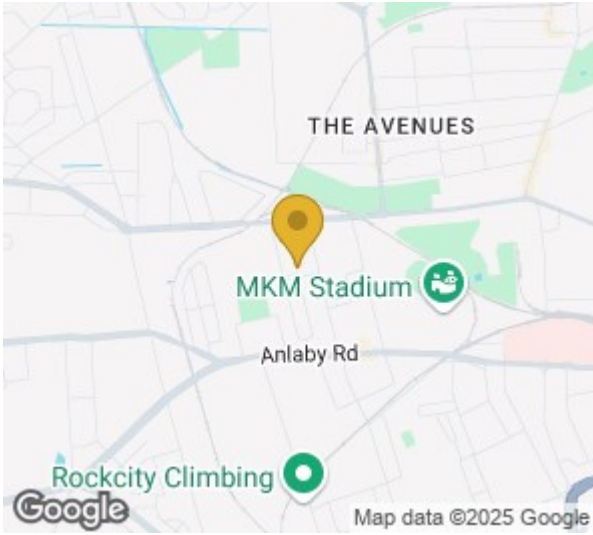 THE AVENUES
MKM Stadium
Anlaby Rd
Rockcity Climbing
Google
Map data ©2025 Google